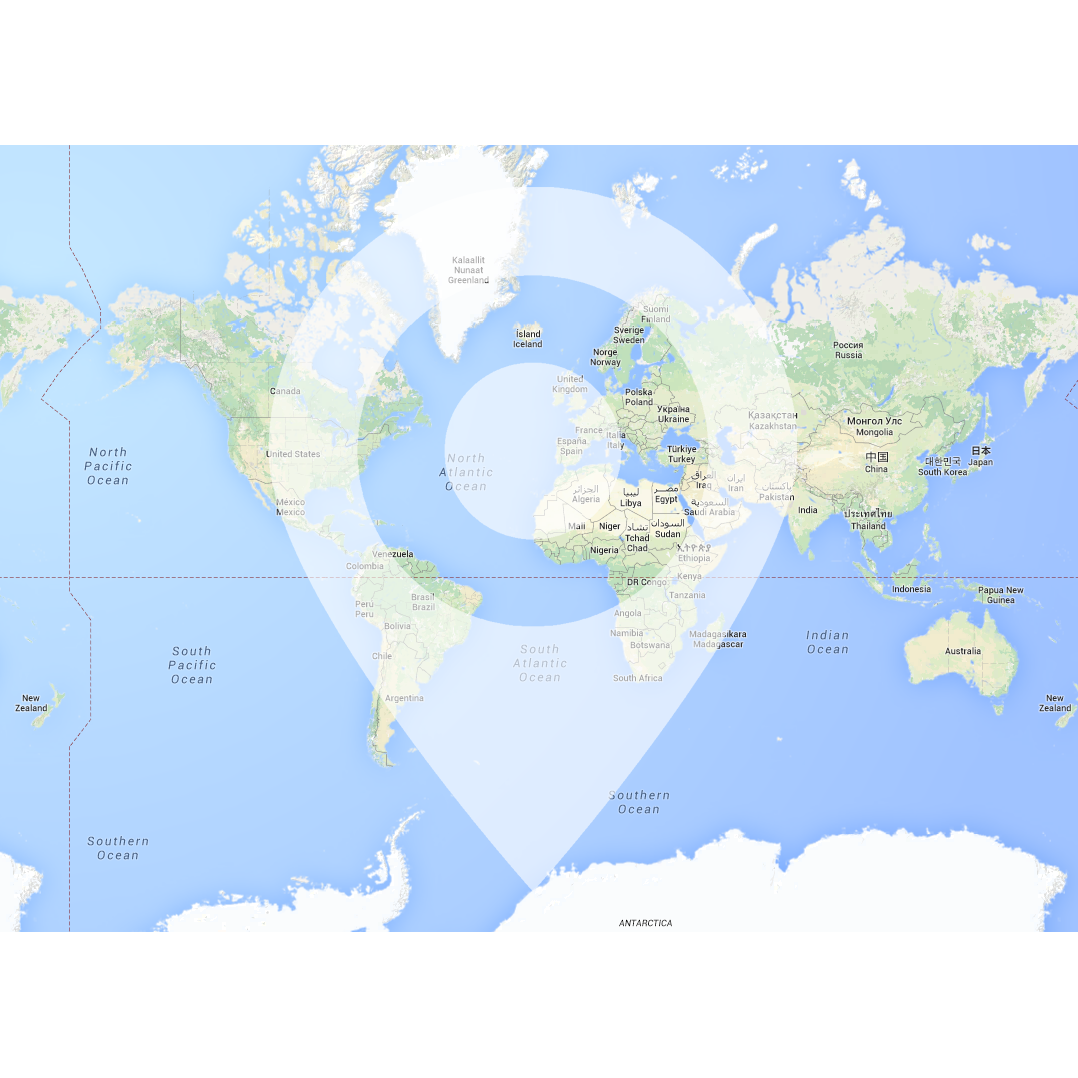 Kalaallit
Nunaat
Greenland
Suomi
Finland
Ísland
Iceland
Sverige
Sweden
Norge
Norway
Россия
Russia
United
Kingdom
Canada
Polska
Poland
Україна
Ukraine
Қазақстан
Kazakhstan
Монгол Улс
Mongolia
France
Italia
Italy
España
Spain
Türkiye
Turkey
North
Pacific
Ocean
United States
North
Atlantic
Ocean
中国
China
대한민국
South Korea
日本
Japan
العراق
Iraq
ایران
Iran
پاکستان
Pakistan
الجزائر
Algeria
ليبيا
Libya
مصر
Egypt
السعودية
Saudi Arabia
México
Mexico
India
ประเทศไทย
Thailand
Mali
Niger
تشاد
Tchad
Chad
السودان
Sudan
Nigeria
ኢትዮጵያ
Ethiopia
Venezuela
Colombia
DR Congo
Kenya
Tanzania
Indonesia
Papua New
Guinea
Perú
Peru
Brasil
Brazil
Bolivia
Angola
Namibia
Botswana
Madagasikara
Madagascar
South
Pacific
Ocean
South
Atlantic
Ocean
Indian
Ocean
Australia
Chile
South Africa
Argentina
New
Zealand
New
Zealand
Southern
Ocean
Southern
Ocean
ANTARCTICA